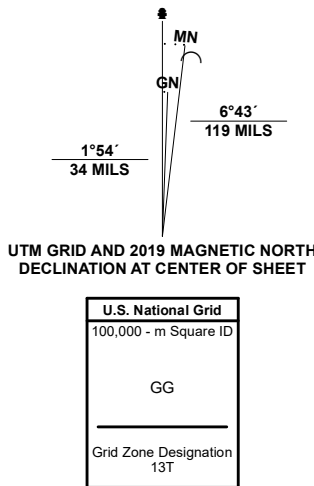 MN
GN
6°43´
119 MILS
1°54´
34 MILS
UTM GRID AND 2019 MAGNETIC NORTH
DECLINATION AT CENTER OF SHEET
U.S. National Grid
100,000 - m Square ID
GG
Grid Zone Designation
13T